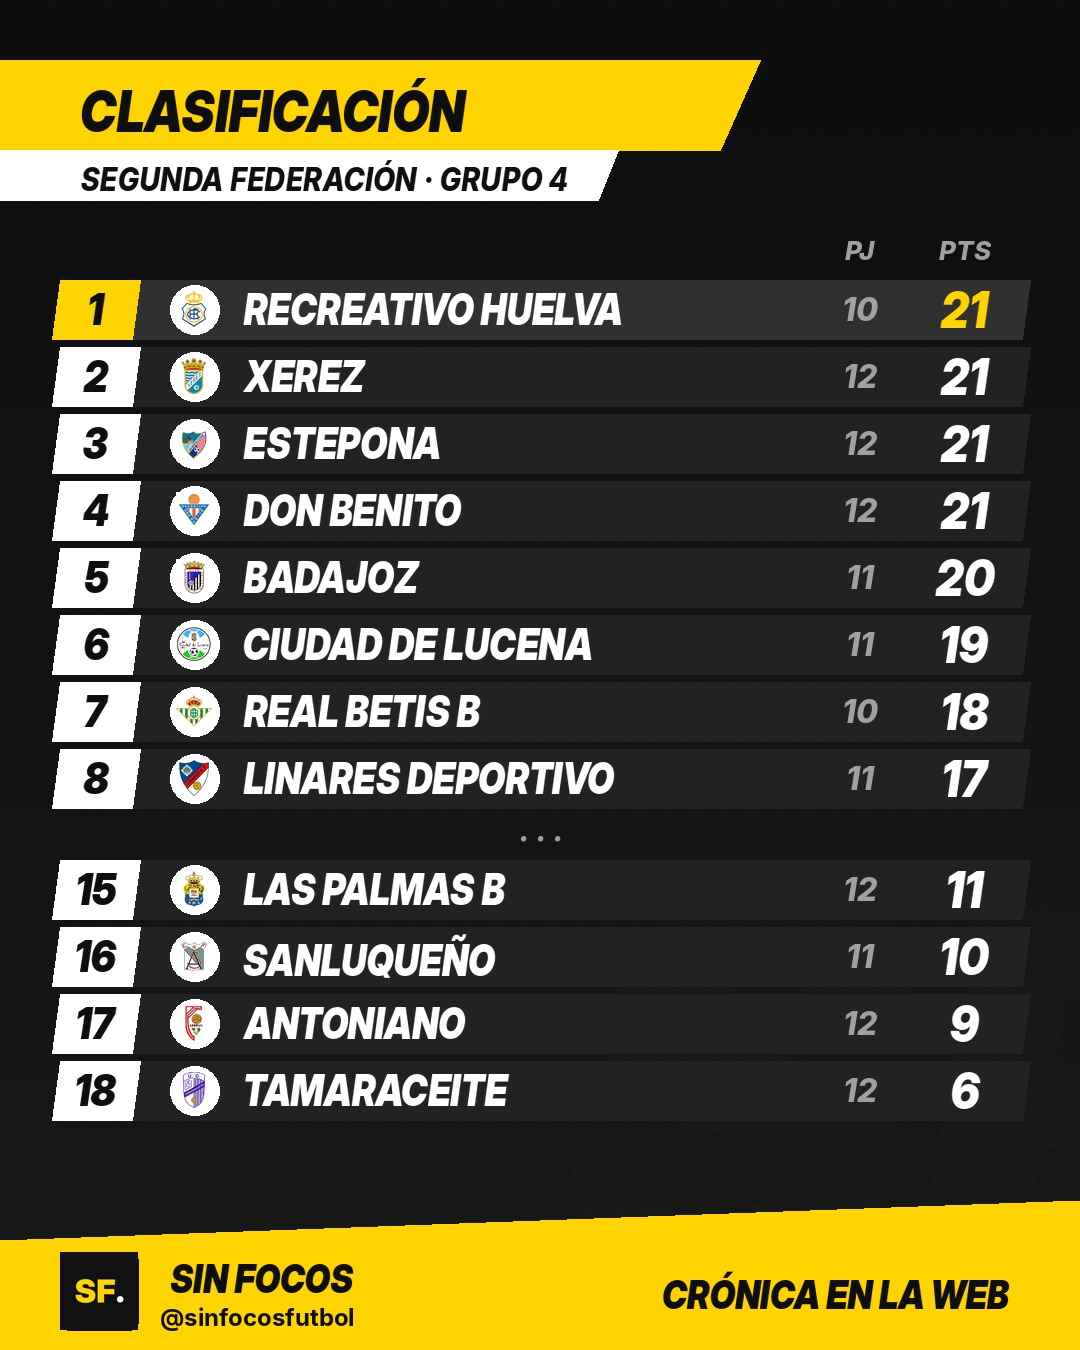 CLASIFICACIÓN
SEGUNDA FEDERACIÓN · GRUPO 4
PJ PTS
1 RECREATIVO HUELVA 10 21
2 XEREZ 12 21
3 ESTEPONA 12 21
4 DON BENITO 12 21
5 BADAJOZ 11 20
6 CIUDAD DE LUCENA 11 19
7 REAL BETIS B 10 18
8 LINARES DEPORTIVO 11 17
...
15 LAS PALMAS B 12 11
16 SANLUQUEÑO 11 10
17 ANTONIANO 12 9
18 TAMARACEITE 12 6
SF.
SIN FOCOS
@sinfocosfutbol
CRÓNICA EN LA WEB